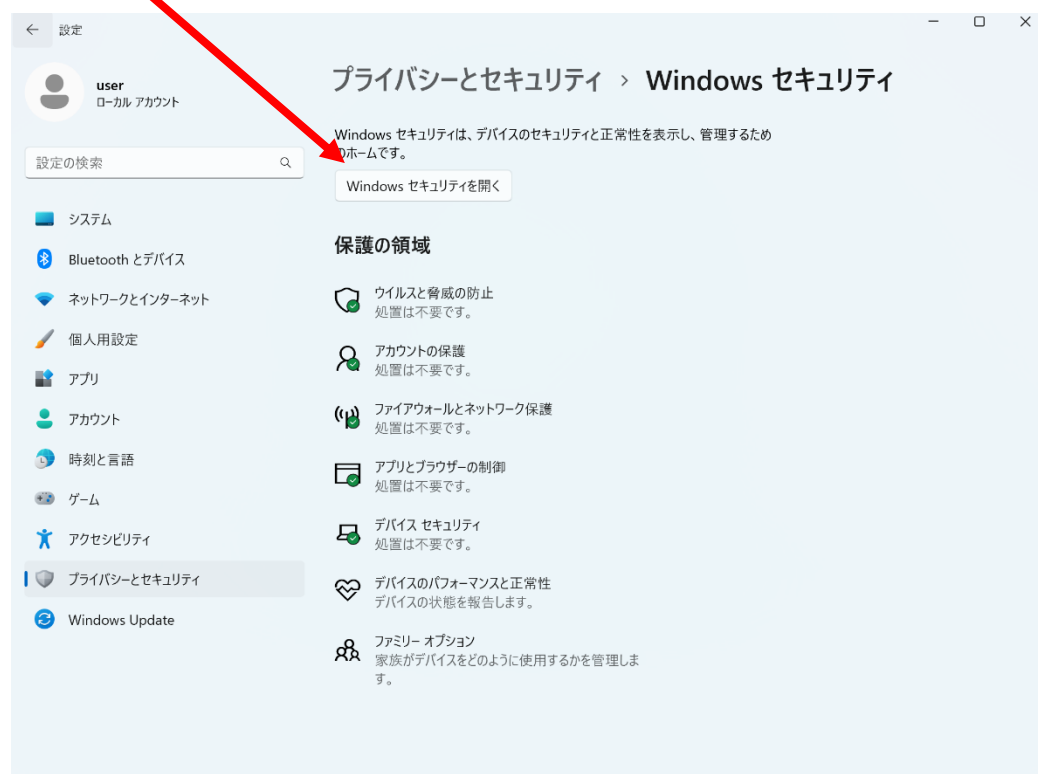 設定
user
ローカル アカウント
設定の検索
システム
Bluetooth とデバイス
ネットワークとインターネット
個人用設定
アプリ
アカウント
時刻と言語
ゲーム
アクセシビリティ
プライバシーとセキュリティ
Windows Update
プライバシーとセキュリティ › Windows セキュリティ
Windows セキュリティは、デバイスのセキュリティと正常性を表示し、管理するため
のホームです。
Windows セキュリティを開く
保護の領域
ウイルスと脅威の防止
処置は不要です。
アカウントの保護
処置は不要です。
ファイアウォールとネットワーク保護
処置は不要です。
アプリとブラウザーの制御
処置は不要です。
デバイス セキュリティ
処置は不要です。
デバイスのパフォーマンスと正常性
デバイスの状態を報告します。
ファミリー オプション
家族がデバイスをどのように使用するかを管理しま
す。